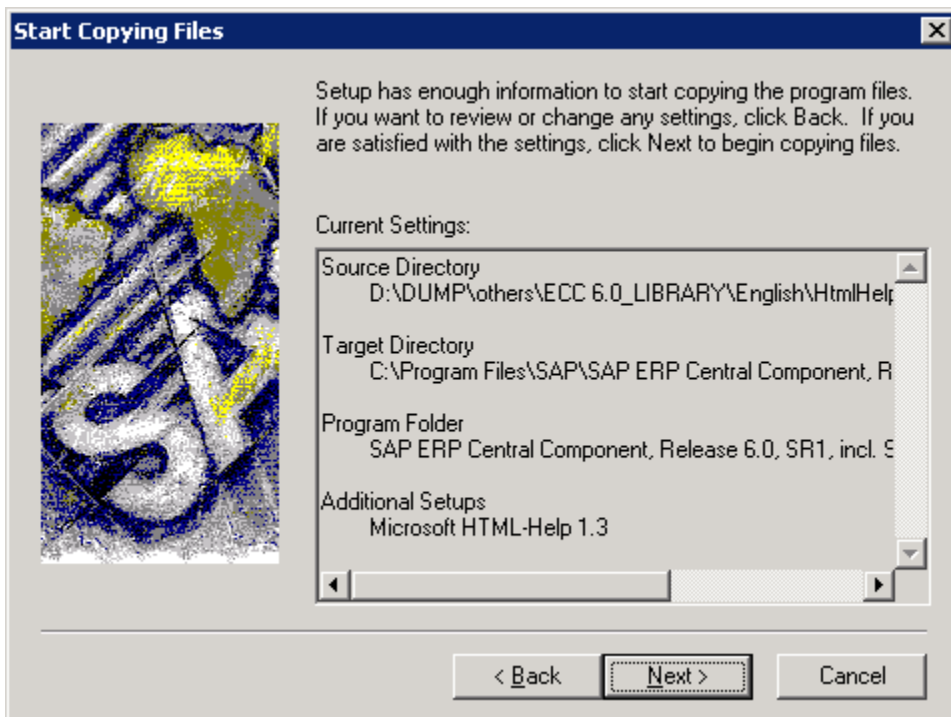 Start Copying Files
Setup has enough information to start copying the program files.
If you want to review or change any settings, click Back. If you
are satisfied with the settings, click Next to begin copying files.
Current Settings:
Source Directory
D:\DUMP\others\ECC 6.0_LIBRARY\English\HtmlHelp
Target Directory
C:\Program Files\SAP\SAP ERP Central Component, R
Program Folder
SAP ERP Central Component, Release 6.0, SR1, incl. S
Additional Setups
Microsoft HTML-Help 1.3
< Back
Next >
Cancel